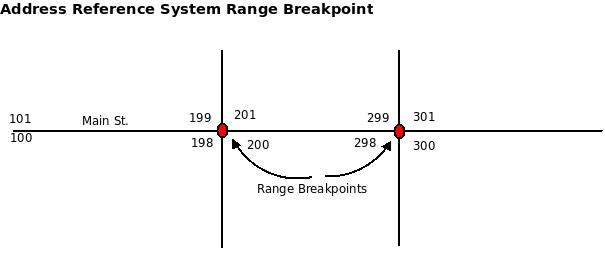 Address Reference System Range Breakpoint
101 Main St. 199 201 299 301
100 198 200 298 300
Range Breakpoints